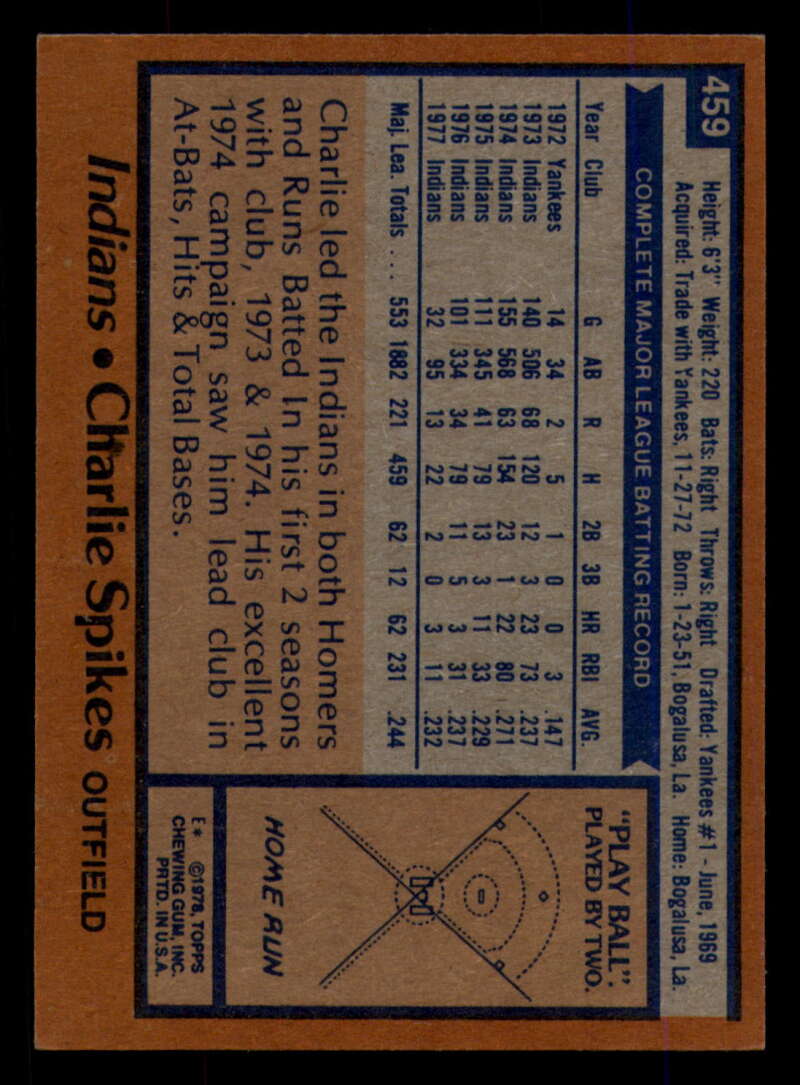 459
Height: 6'3" Weight: 220 Bats: Right Throws: Right Drafted: Yankees #1 - June, 1969
Acquired: Trade with Yankees, 11-27-72 Born: 1-23-51, Bogalusa, La. Home: Bogalusa, La.
COMPLETE MAJOR LEAGUE BATTING RECORD
Year Club G AB R H 2B 3B HR RBI AVG.
1972 Yankees 14 34 2 5 1 0 0 3 .147
1973 Indians 140 506 68 120 12 3 23 73 .237
1974 Indians 155 568 63 154 23 1 22 80 .271
1975 Indians 111 345 41 79 13 3 11 33 .229
1976 Indians 101 334 34 79 11 5 3 31 .237
1977 Indians 32 95 13 22 2 0 3 11 .232
Maj. Lea. Totals ... 553 1882 221 459 62 12 62 231 .244
Charlie led the Indians in both Homers
and Runs Batted In his first 2 seasons
with club, 1973 & 1974. His excellent
1974 campaign saw him lead club in
At-Bats, Hits & Total Bases.
"PLAY BALL".
PLAYED BY TWO.
HOME RUN
E* ©1978, TOPPS
CHEWING GUM, INC.
PRTD. IN U.S.A.
Indians • Charlie Spikes OUTFIELD